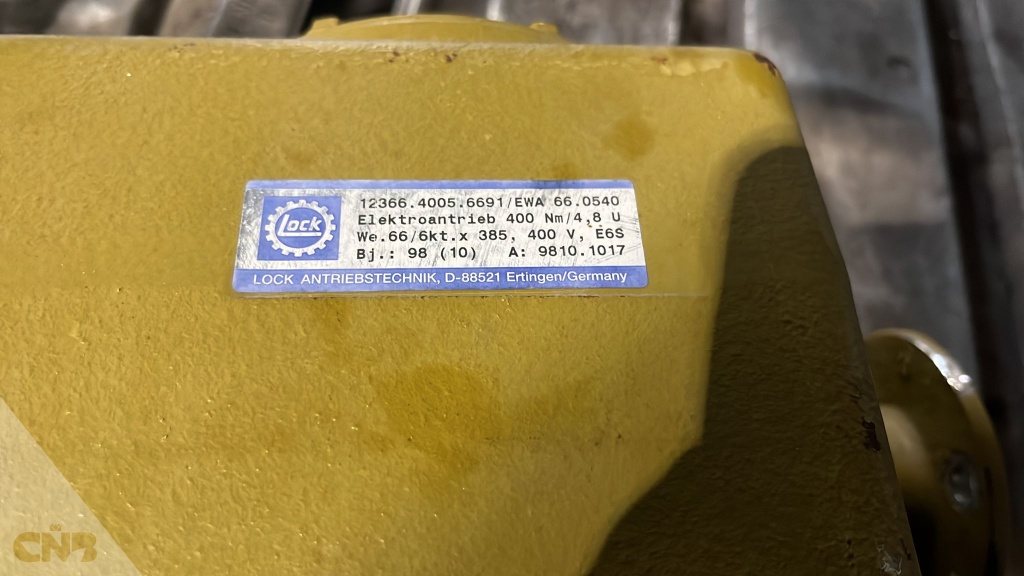 Lock
12366.4005.6691/EWA 66.0540
Elektroantrieb 400 Nm/4,8 U
We.66/6kt.x 385, 400 V, E6S
Bj.: 98 (10) A: 9810.1017
LOCK ANTRIEBSTECHNIK, D-88521 Ertingen/Germany
CNB